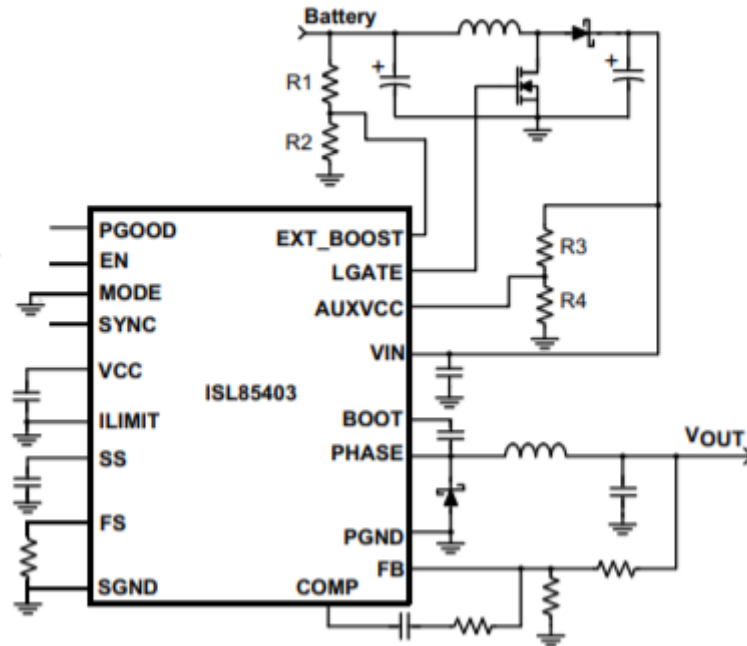 Battery
R1
R2
PGOOD
EN
MODE
SYNC
VCC
ILIMIT
SS
FS
SGND
ISL85403
EXT_BOOST
LGATE
AUXVCC
VIN
BOOT
PHASE
PGND
FB
COMP
R3
R4
VOUT
+
+